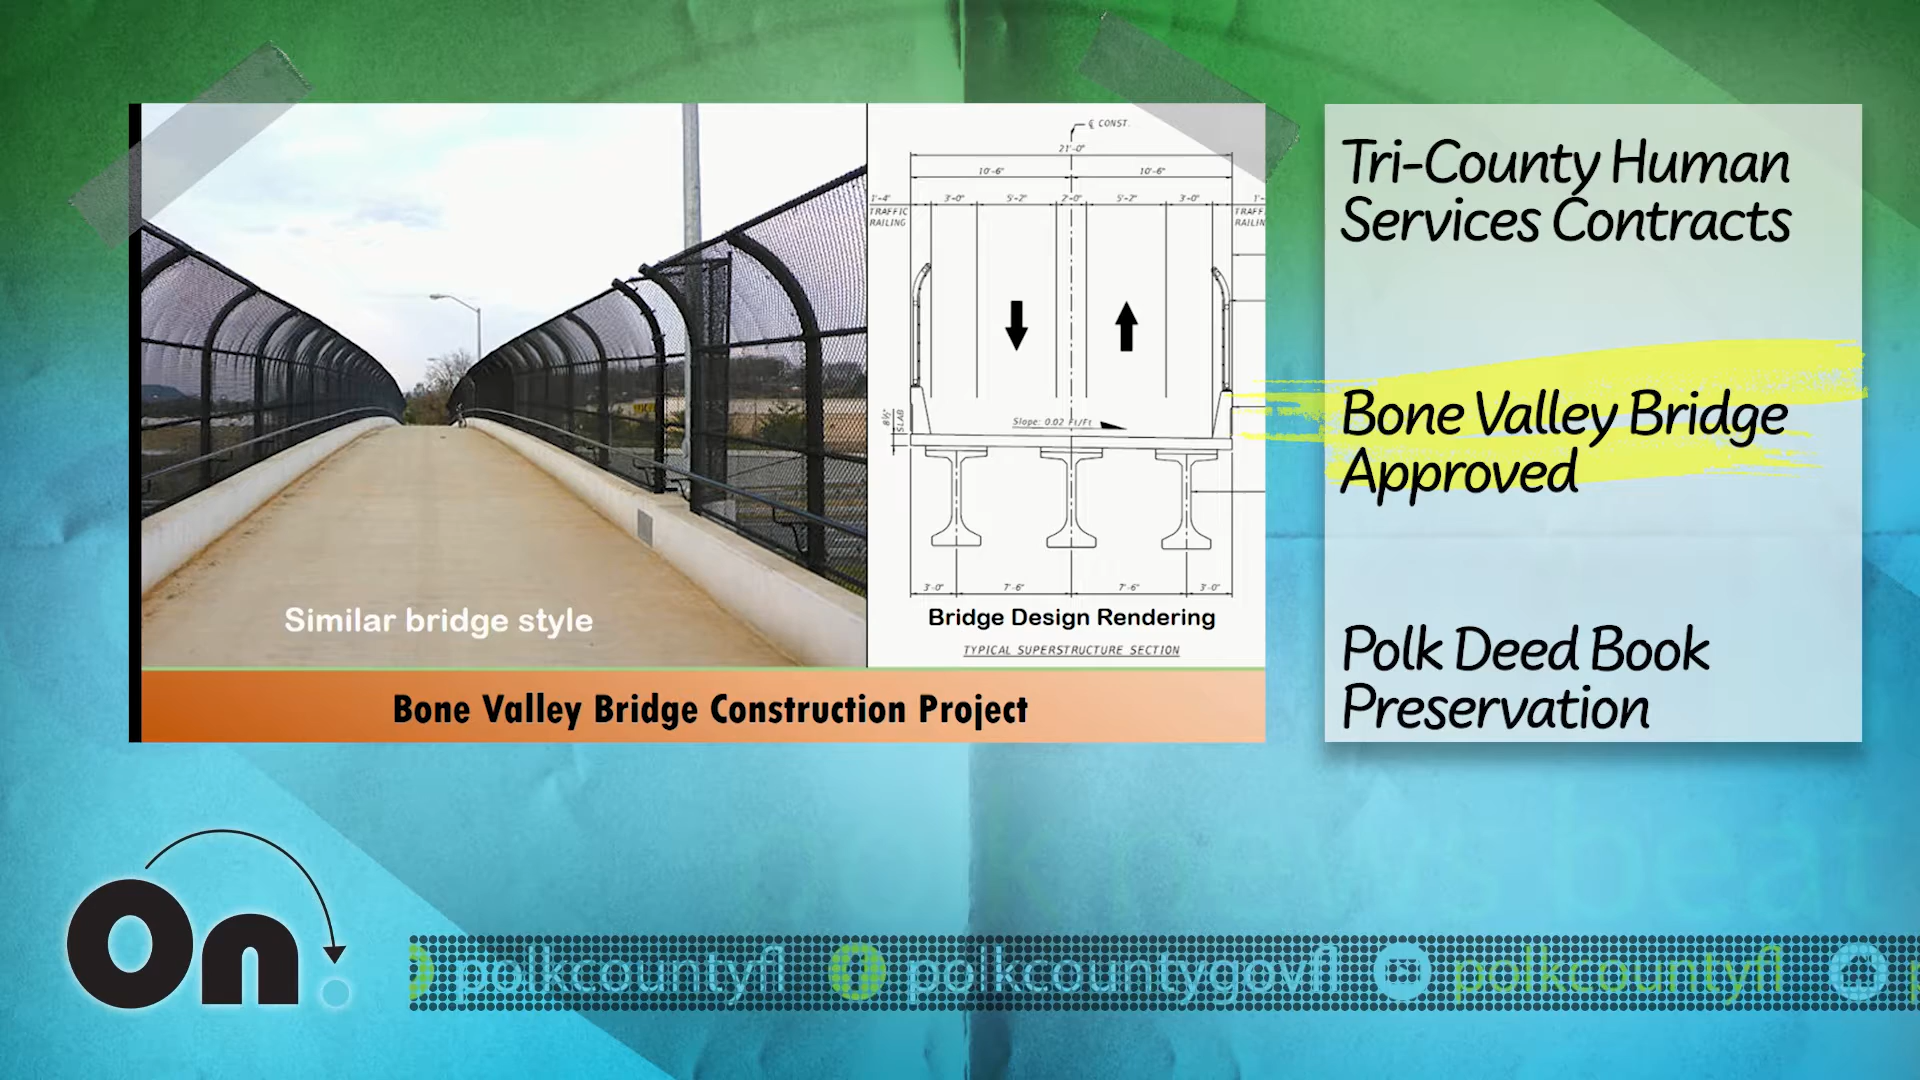 Tri-County Human
Services Contracts
Bone Valley Bridge
Approved
Polk Deed Book
Preservation
Similar bridge style
℄ CONST.
21'-0"
10'-6" 10'-6"
1'-4" 3'-0" 5'-2" 2'-0" 5'-2" 3'-0"
TRAFFIC
RAILING
8½"
SLAB
Slope: 0.02 Ft/Ft
3'-0" 7'-6" 7'-6" 3'-0"
Bridge Design Rendering
TYPICAL SUPERSTRUCTURE SECTION
Bone Valley Bridge Construction Project
On
polkcountyfl polkcountygovfl polkcountyfl